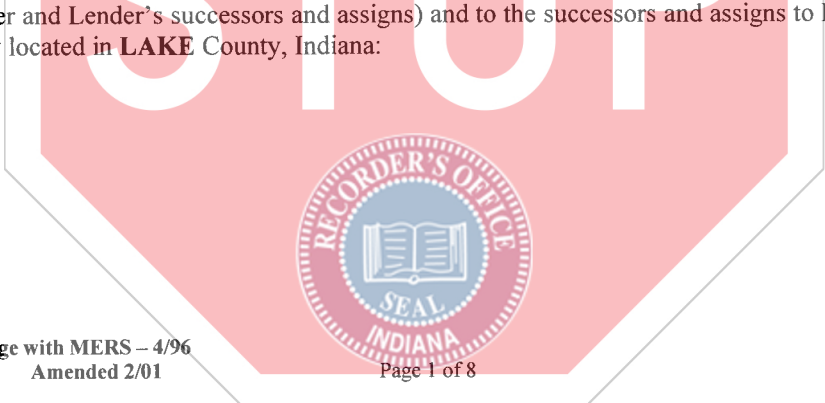 er and Lender's successors and assigns) and to the successors and assigns to
located in LAKE County, Indiana:
STOP
RECORDER'S OFFICE
SEAL
INDIANA
ge with MERS – 4/96
Amended 2/01
Page 1 of 8